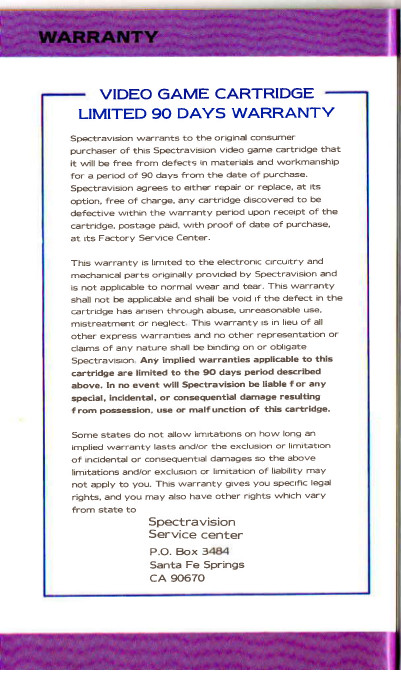 WARRANTY
VIDEO GAME CARTRIDGE
LIMITED 90 DAYS WARRANTY
Spectravision warrants to the original consumer
purchaser of this Spectravision video game cartridge that
it will be free from defects in materials and workmanship
for a period of 90 days from the date of purchase.
Spectravision agrees to either repair or replace, at its
option, free of charge, any cartridge discovered to be
defective within the warranty period upon receipt of the
cartridge, postage paid, with proof of date of purchase,
at its Factory Service Center.
This warranty is limited to the electronic circuitry and
mechanical parts originally provided by Spectravision and
is not applicable to normal wear and tear. This warranty
shall not be applicable and shall be void if the defect in the
cartridge has arisen through abuse, unreasonable use,
mistreatment or neglect. This warranty is in lieu of all
other express warranties and no other representation or
claims of any nature shall be binding on or obligate
Spectravision. Any implied warranties applicable to this
cartridge are limited to the 90 days period described
above. In no event will Spectravision be liable for any
special, incidental, or consequential damage resulting
from possession, use or malfunction of this cartridge.
Some states do not allow limitations on how long an
implied warranty lasts and/or the exclusion or limitation
of incidental or consequential damages so the above
limitations and/or exclusion or limitation of liability may
not apply to you. This warranty gives you specific legal
rights, and you may also have other rights which vary
from state to
Spectravision
Service center
P.O. Box 3484
Santa Fe Springs
CA 90670